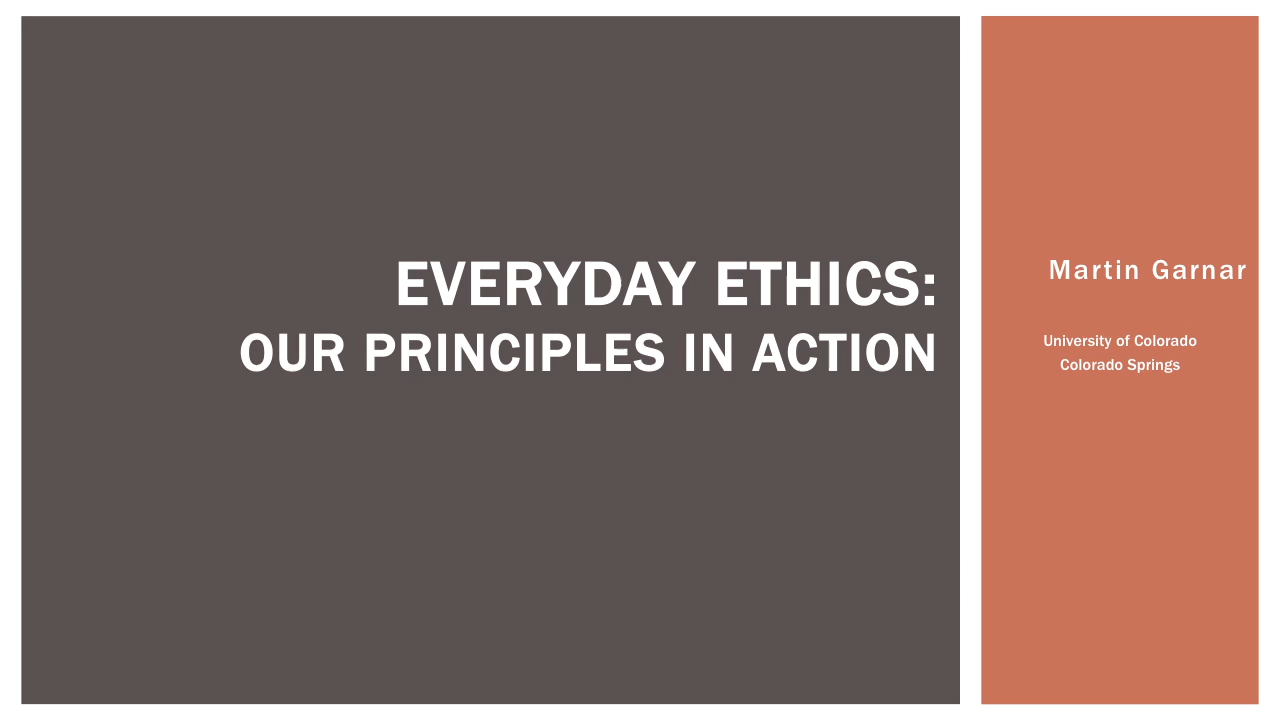 EVERYDAY ETHICS:
OUR PRINCIPLES IN ACTION
Martin Garnar
University of Colorado
Colorado Springs